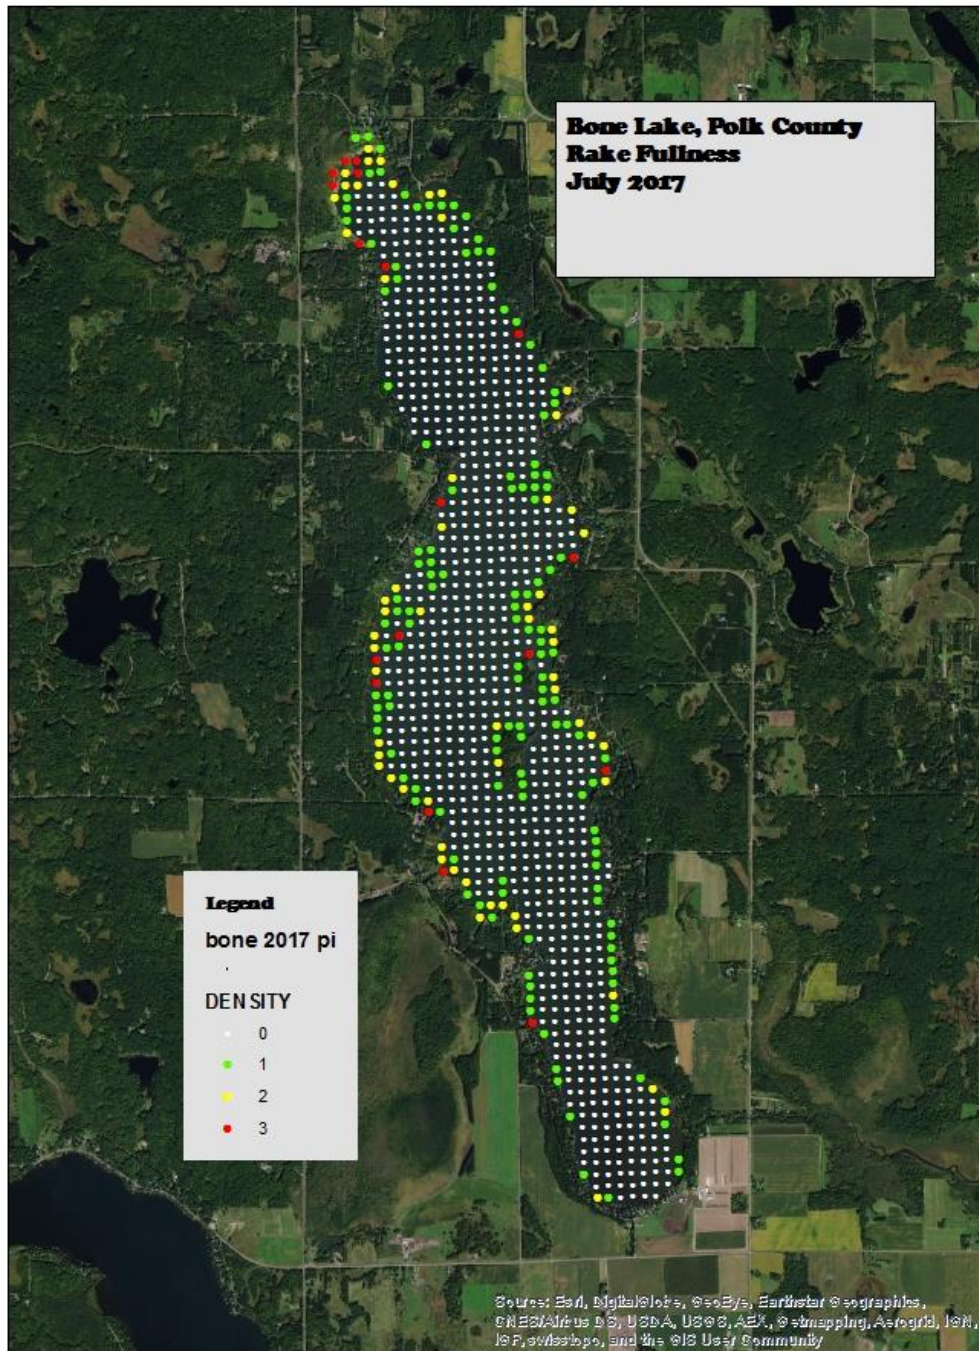 Bone Lake, Polk County
Rake Fullness
July 2017
Legend
bone 2017 pi
DENSITY
0
1
2
3
Source: Esri, DigitalGlobe, GeoEye, Earthstar Geographics,
CNES/Airbus DS, USDA, USGS, AEX, Getmapping, Aerogrid, IGN,
IGP, swisstopo, and the GIS User Community